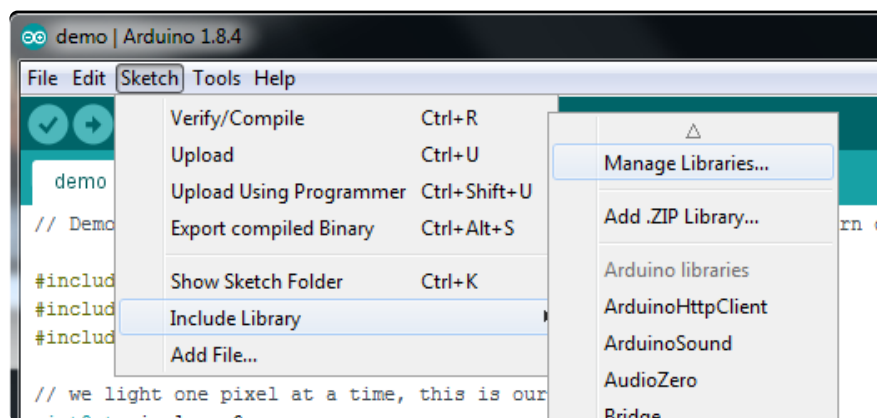 demo | Arduino 1.8.4
File Edit Sketch Tools Help
Verify/Compile Ctrl+R
Upload Ctrl+U
Upload Using Programmer Ctrl+Shift+U
Export compiled Binary Ctrl+Alt+S
Show Sketch Folder Ctrl+K
Include Library
Add File...
Manage Libraries...
Add .ZIP Library...
Arduino libraries
ArduinoHttpClient
ArduinoSound
AudioZero
Bridge
demo
// Demo
#includ
#includ
#includ
// we light one pixel at a time, this is our